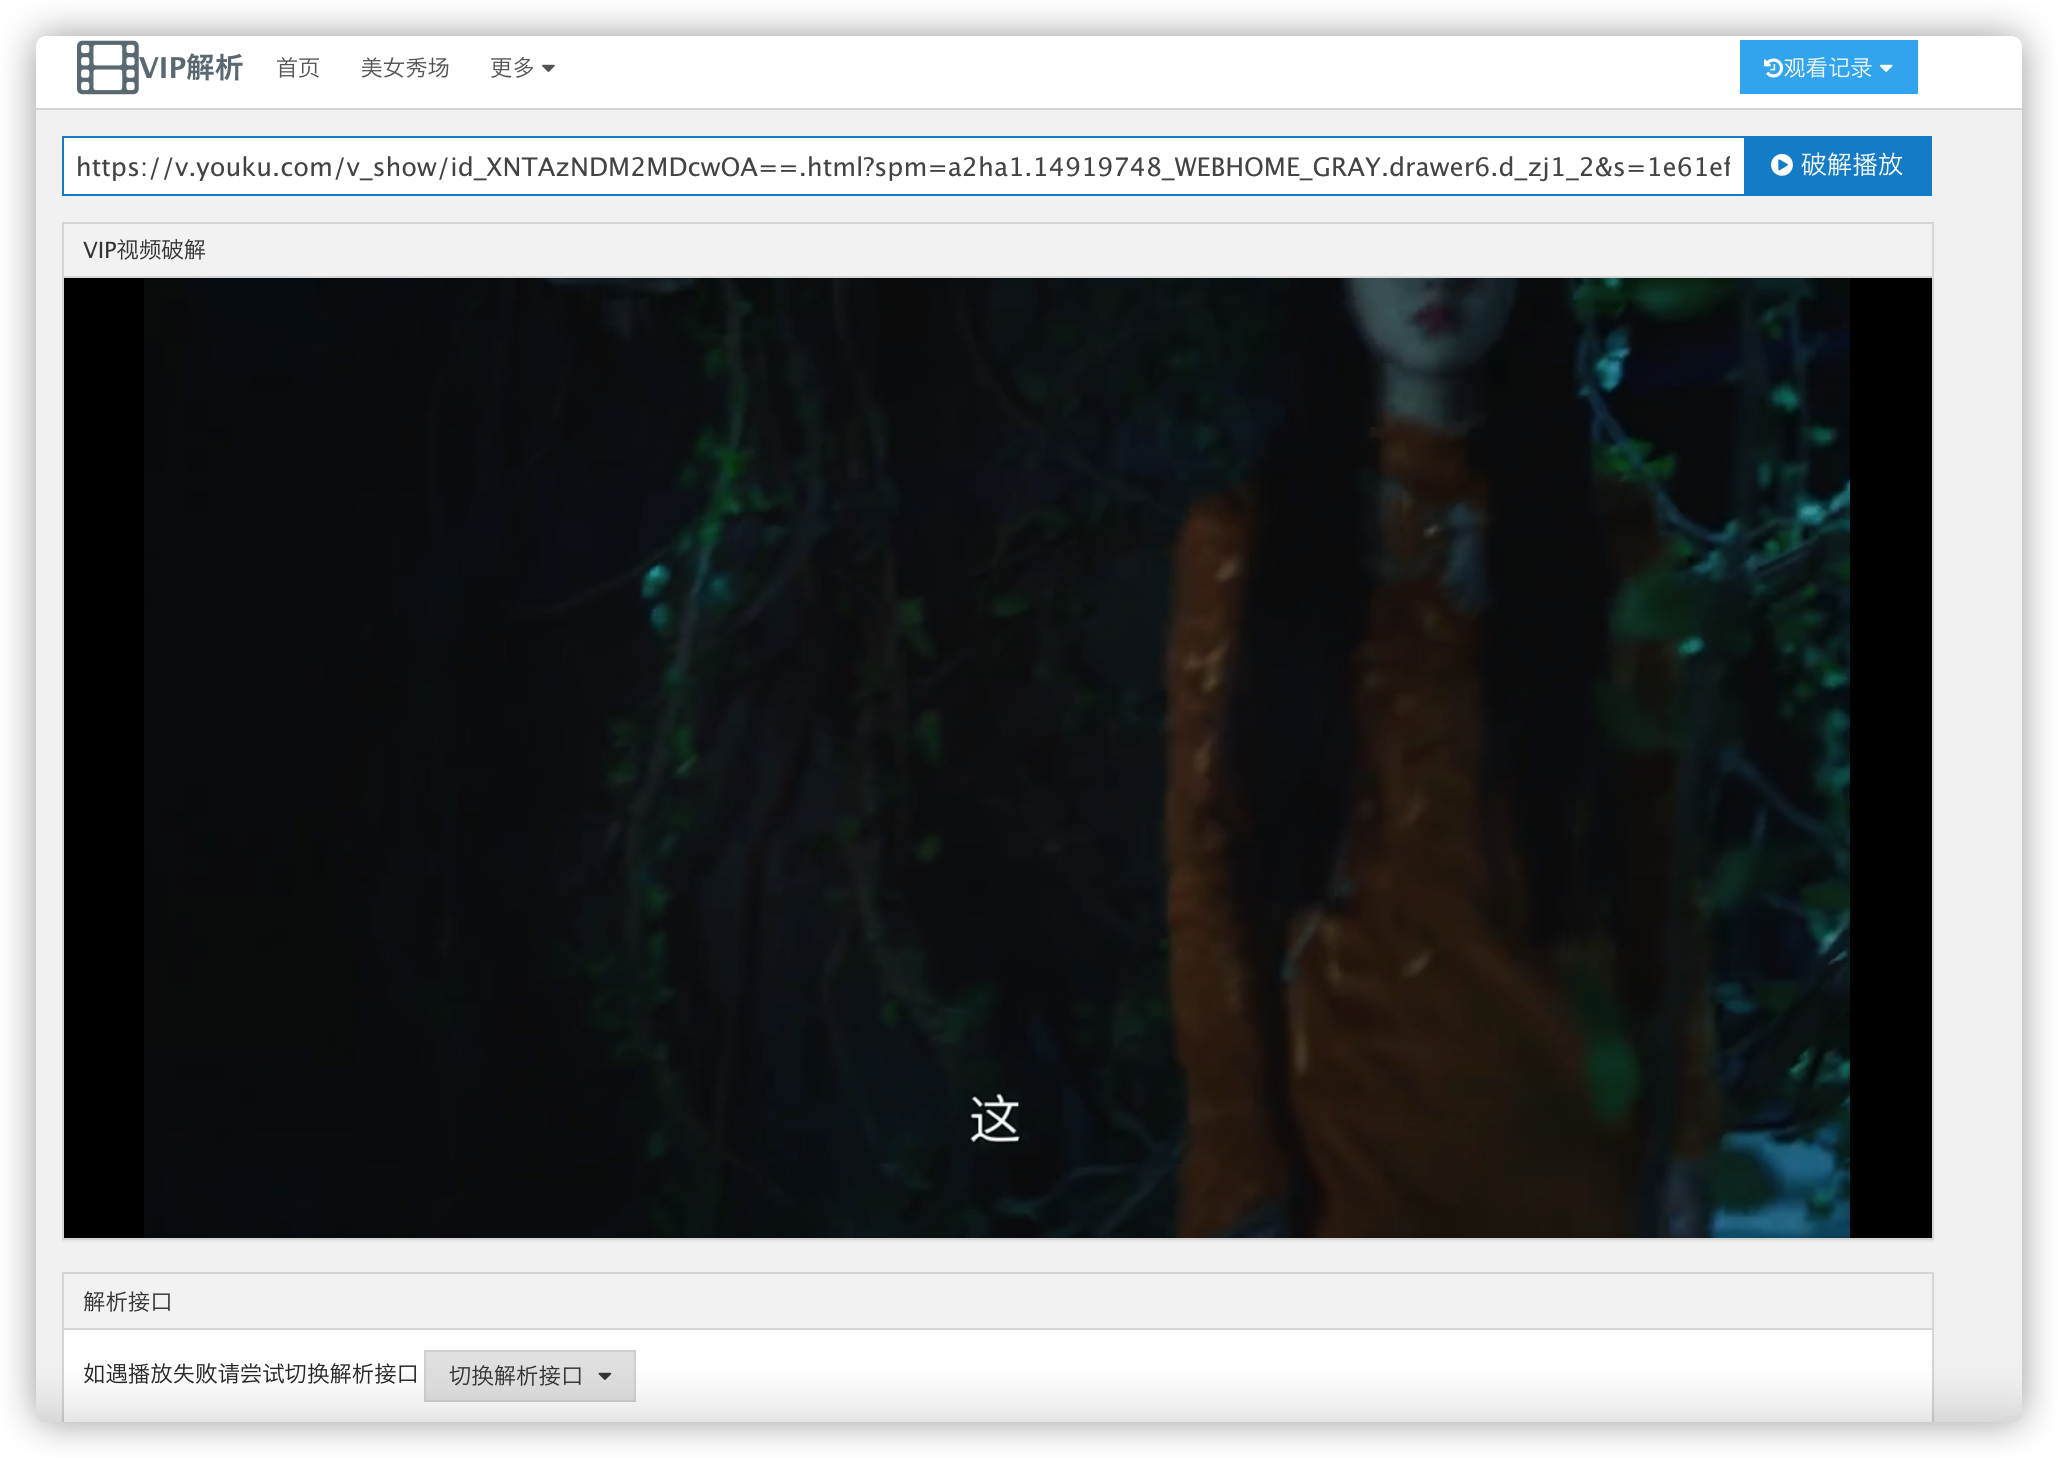 VIP解析 首页 美女秀场 更多 观看记录
https://v.youku.com/v_show/id_XNTAzNDM2MDcwOA==.html?spm=a2ha1.14919748_WEBHOME_GRAY.drawer6.d_zj1_2&s=1e61ef 破解播放
VIP视频破解
这
解析接口
如遇播放失败请尝试切换解析接口 切换解析接口